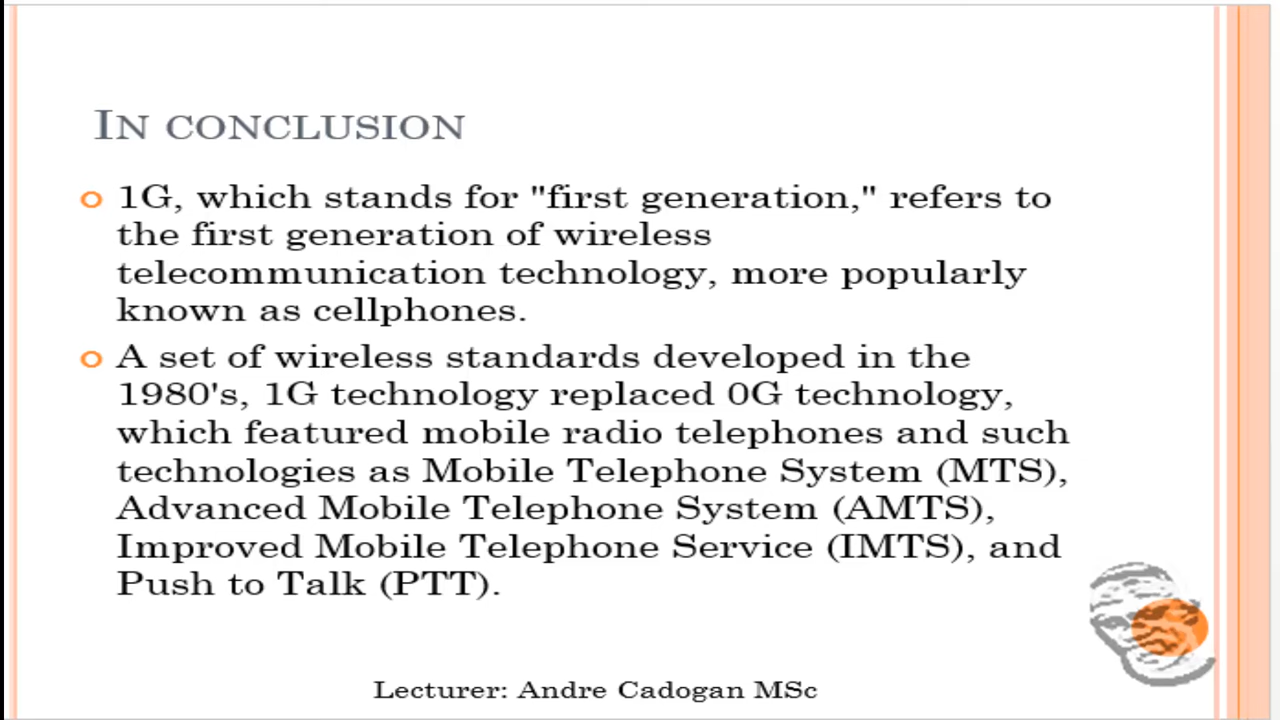 IN CONCLUSION
1G, which stands for "first generation," refers to
the first generation of wireless
telecommunication technology, more popularly
known as cellphones.
A set of wireless standards developed in the
1980's, 1G technology replaced 0G technology,
which featured mobile radio telephones and such
technologies as Mobile Telephone System (MTS),
Advanced Mobile Telephone System (AMTS),
Improved Mobile Telephone Service (IMTS), and
Push to Talk (PTT).
Lecturer: Andre Cadogan MSc